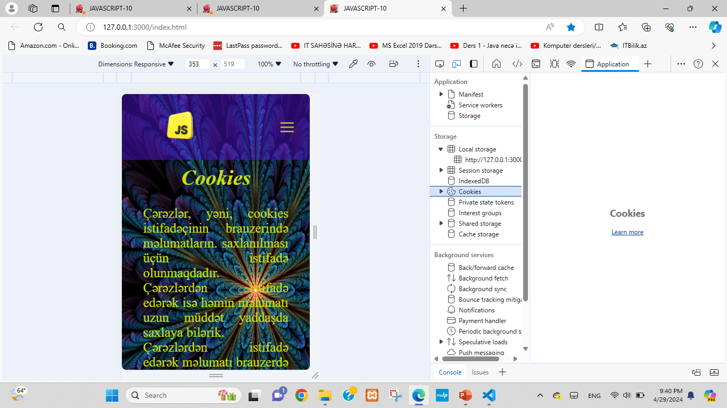 JAVASCRIPT-10
JAVASCRIPT-10
JAVASCRIPT-10
127.0.0.1:3000/index.html
Amazon.com - Onli...
Booking.com
McAfee Security
LastPass password...
IT SAHƏSİNƏ HAR...
MS Excel 2019 Dərs...
Ders 1 - Java neca i...
Komputer dersleri/...
ITBilik.az
Dimensions: Responsive
353
×
519
100%
No throttling
Application
JS
Cookies
Çərəzlər, yəni, cookies
istifadəçinin brauzerində
məlumatların. saxlanılması
üçün istifadə
olunmaqdadır.
Çərəzlərdən istifadə
edərək isə həmin məlumatı
uzun müddət yaddaşda
saxlaya bilərik.
Çərəzlərdən istifadə
edərək məlumatı brauzerdə
Application
Manifest
Service workers
Storage
Storage
Local storage
http://127.0.0.1:3000
Session storage
IndexedDB
Cookies
Private state tokens
Interest groups
Shared storage
Cache storage
Background services
Back/forward cache
Background fetch
Background sync
Bounce tracking mitiga
Notifications
Payment handler
Periodic background s
Speculative loads
Push messaging
Cookies
Learn more
Console
Issues
64°
Search
1
ENG
9:40 PM
4/29/2024